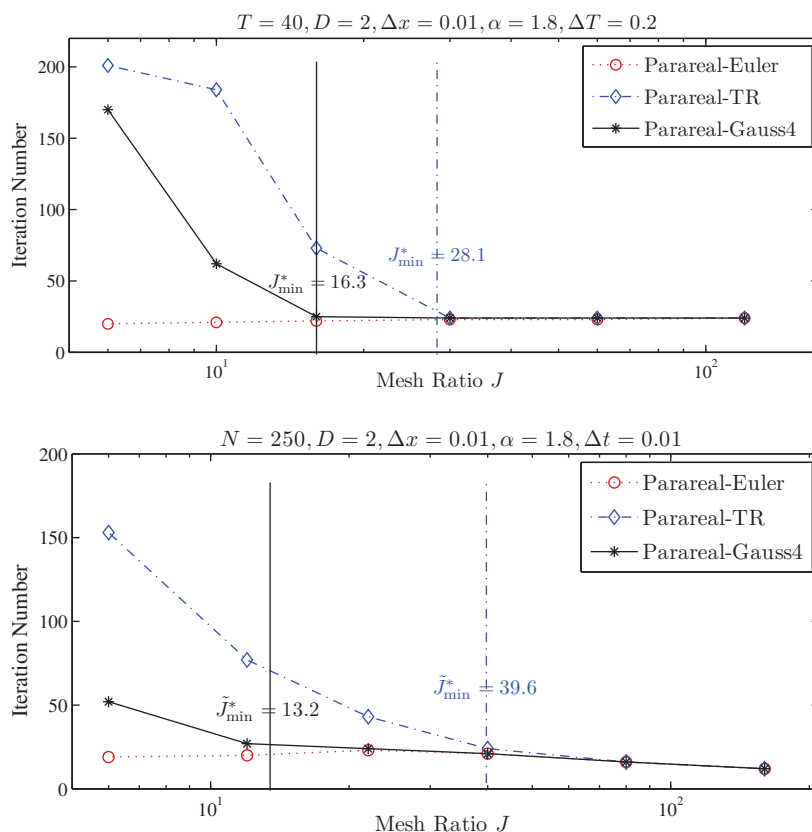 T = 40, D = 2, Δx = 0.01, α = 1.8, ΔT = 0.2
200
150
100
50
0
Iteration Number
Parareal-Euler
Parareal-TR
Parareal-Gauss4
J*min = 16.3
J*min = 28.1
10^1
10^2
Mesh Ratio J
N = 250, D = 2, Δx = 0.01, α = 1.8, Δt = 0.01
200
150
100
50
0
Iteration Number
Parareal-Euler
Parareal-TR
Parareal-Gauss4
J̃*min = 13.2
J̃*min = 39.6
10^1
10^2
Mesh Ratio J